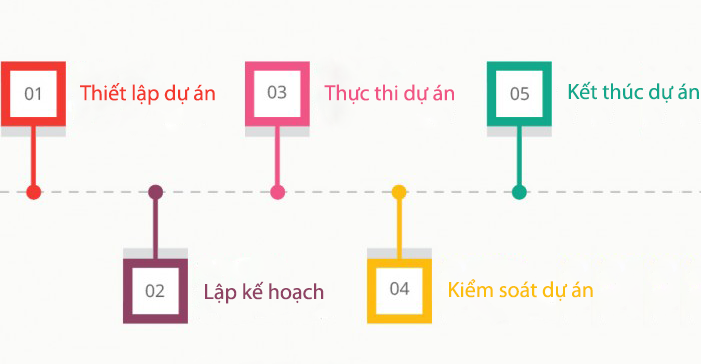 01
Thiết lập dự án
02
Lập kế hoạch
03
Thực thi dự án
04
Kiểm soát dự án
05
Kết thúc dự án